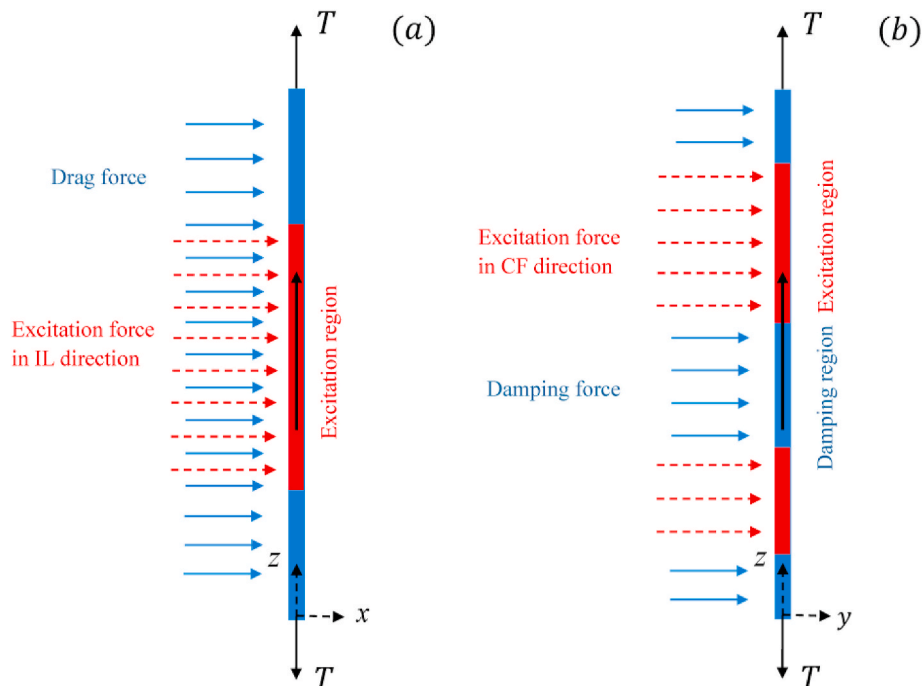 T
(a)
Drag force
Excitation force
in IL direction
Excitation region
z
x
T
T
(b)
Excitation force
in CF direction
Excitation region
Damping force
Damping region
z
y
T